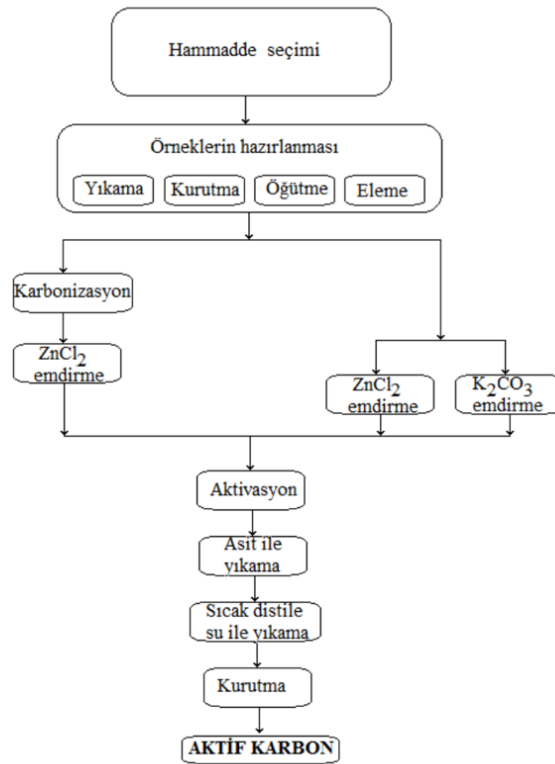 Hammadde seçimi
Örneklerin hazırlanması
Yıkama
Kurutma
Öğütme
Eleme
Karbonizasyon
ZnCl2
emdirme
ZnCl2
emdirme
K2CO3
emdirme
Aktivasyon
Asit ile
yıkama
Sıcak distile
su ile yıkama
Kurutma
AKTİF KARBON